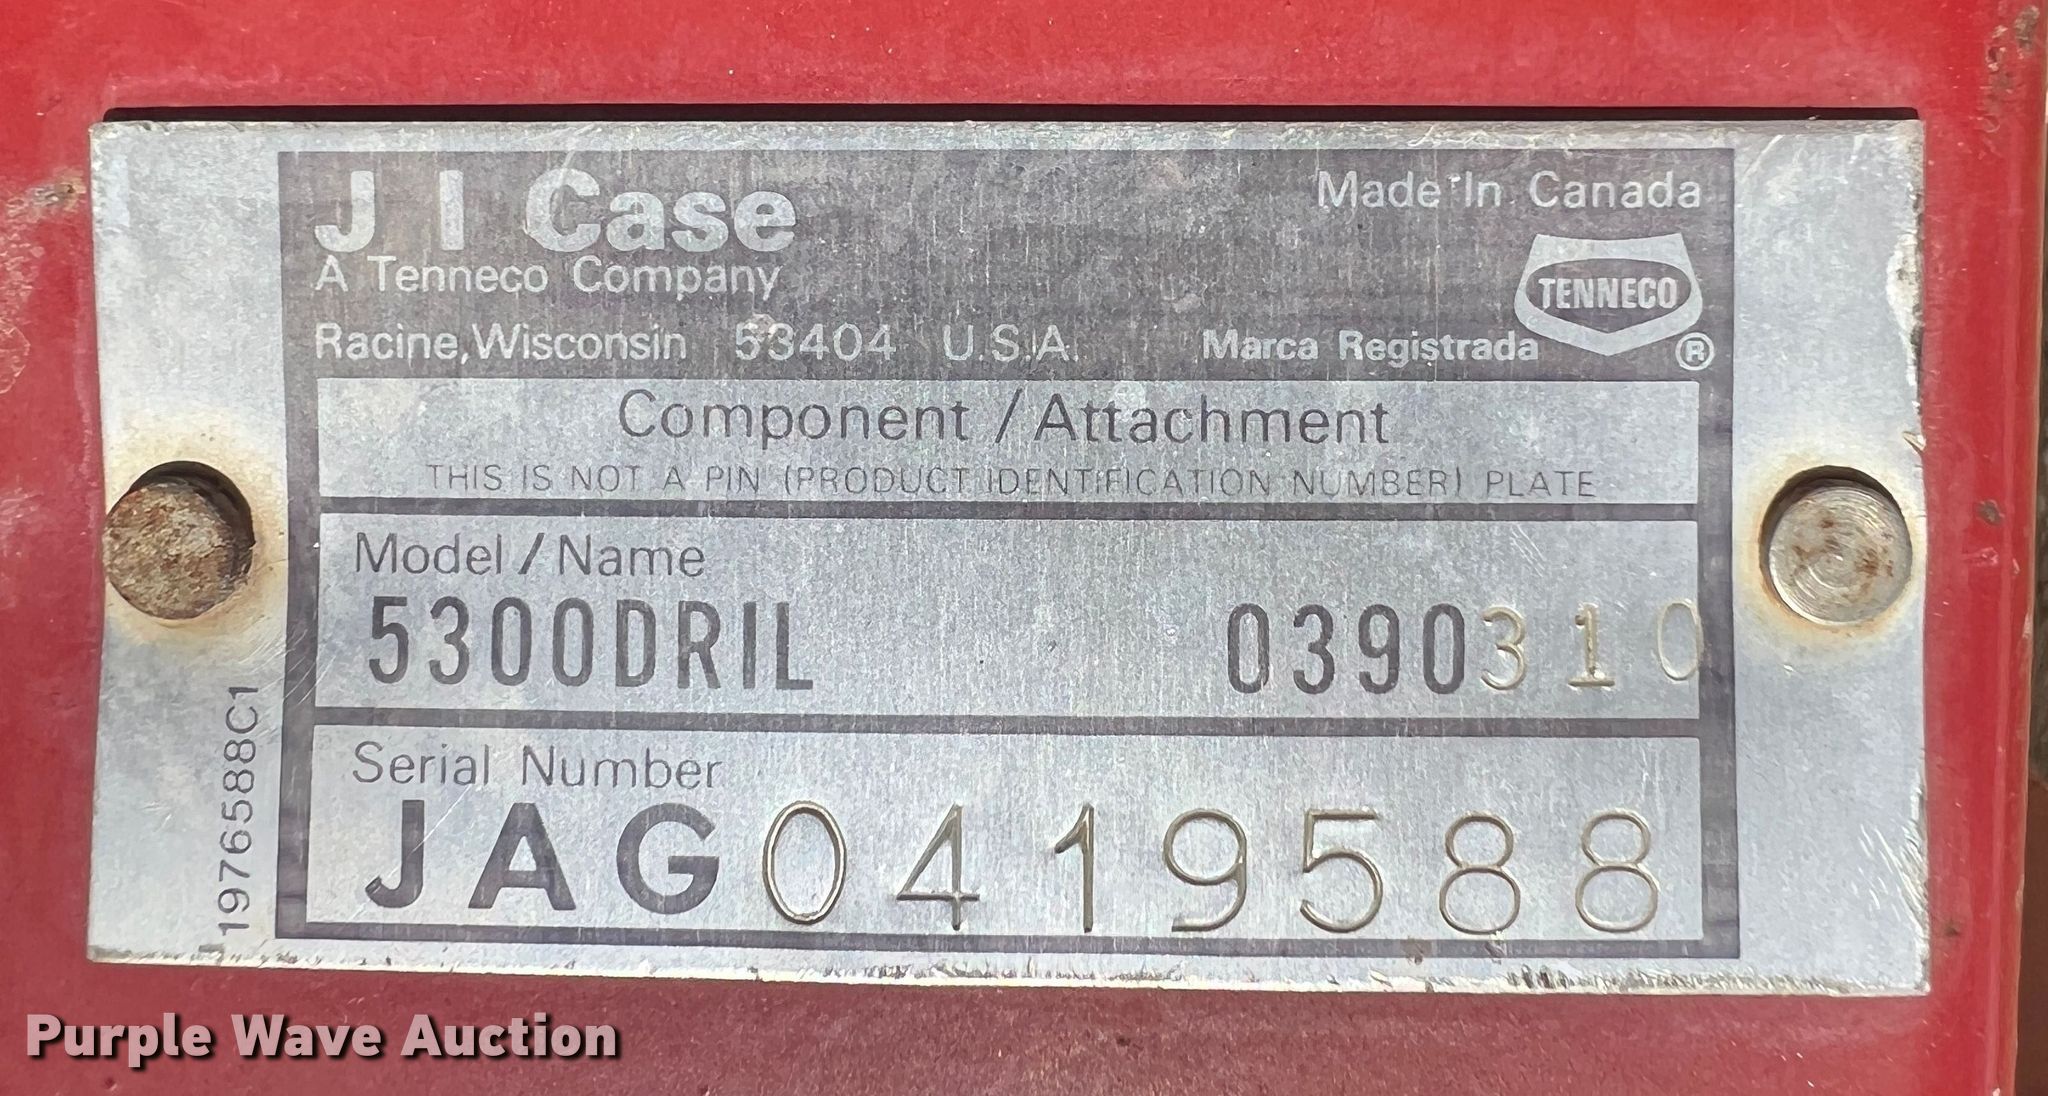 J I Case
Made In Canada
A Tenneco Company
TENNECO
Racine, Wisconsin 53404 U.S.A.
Marca Registrada ®
Component / Attachment
THIS IS NOT A PIN (PRODUCT IDENTIFICATION NUMBER) PLATE
Model / Name
5300DRIL 0390310
Serial Number
JAG0419588
1976588C1
Purple Wave Auction